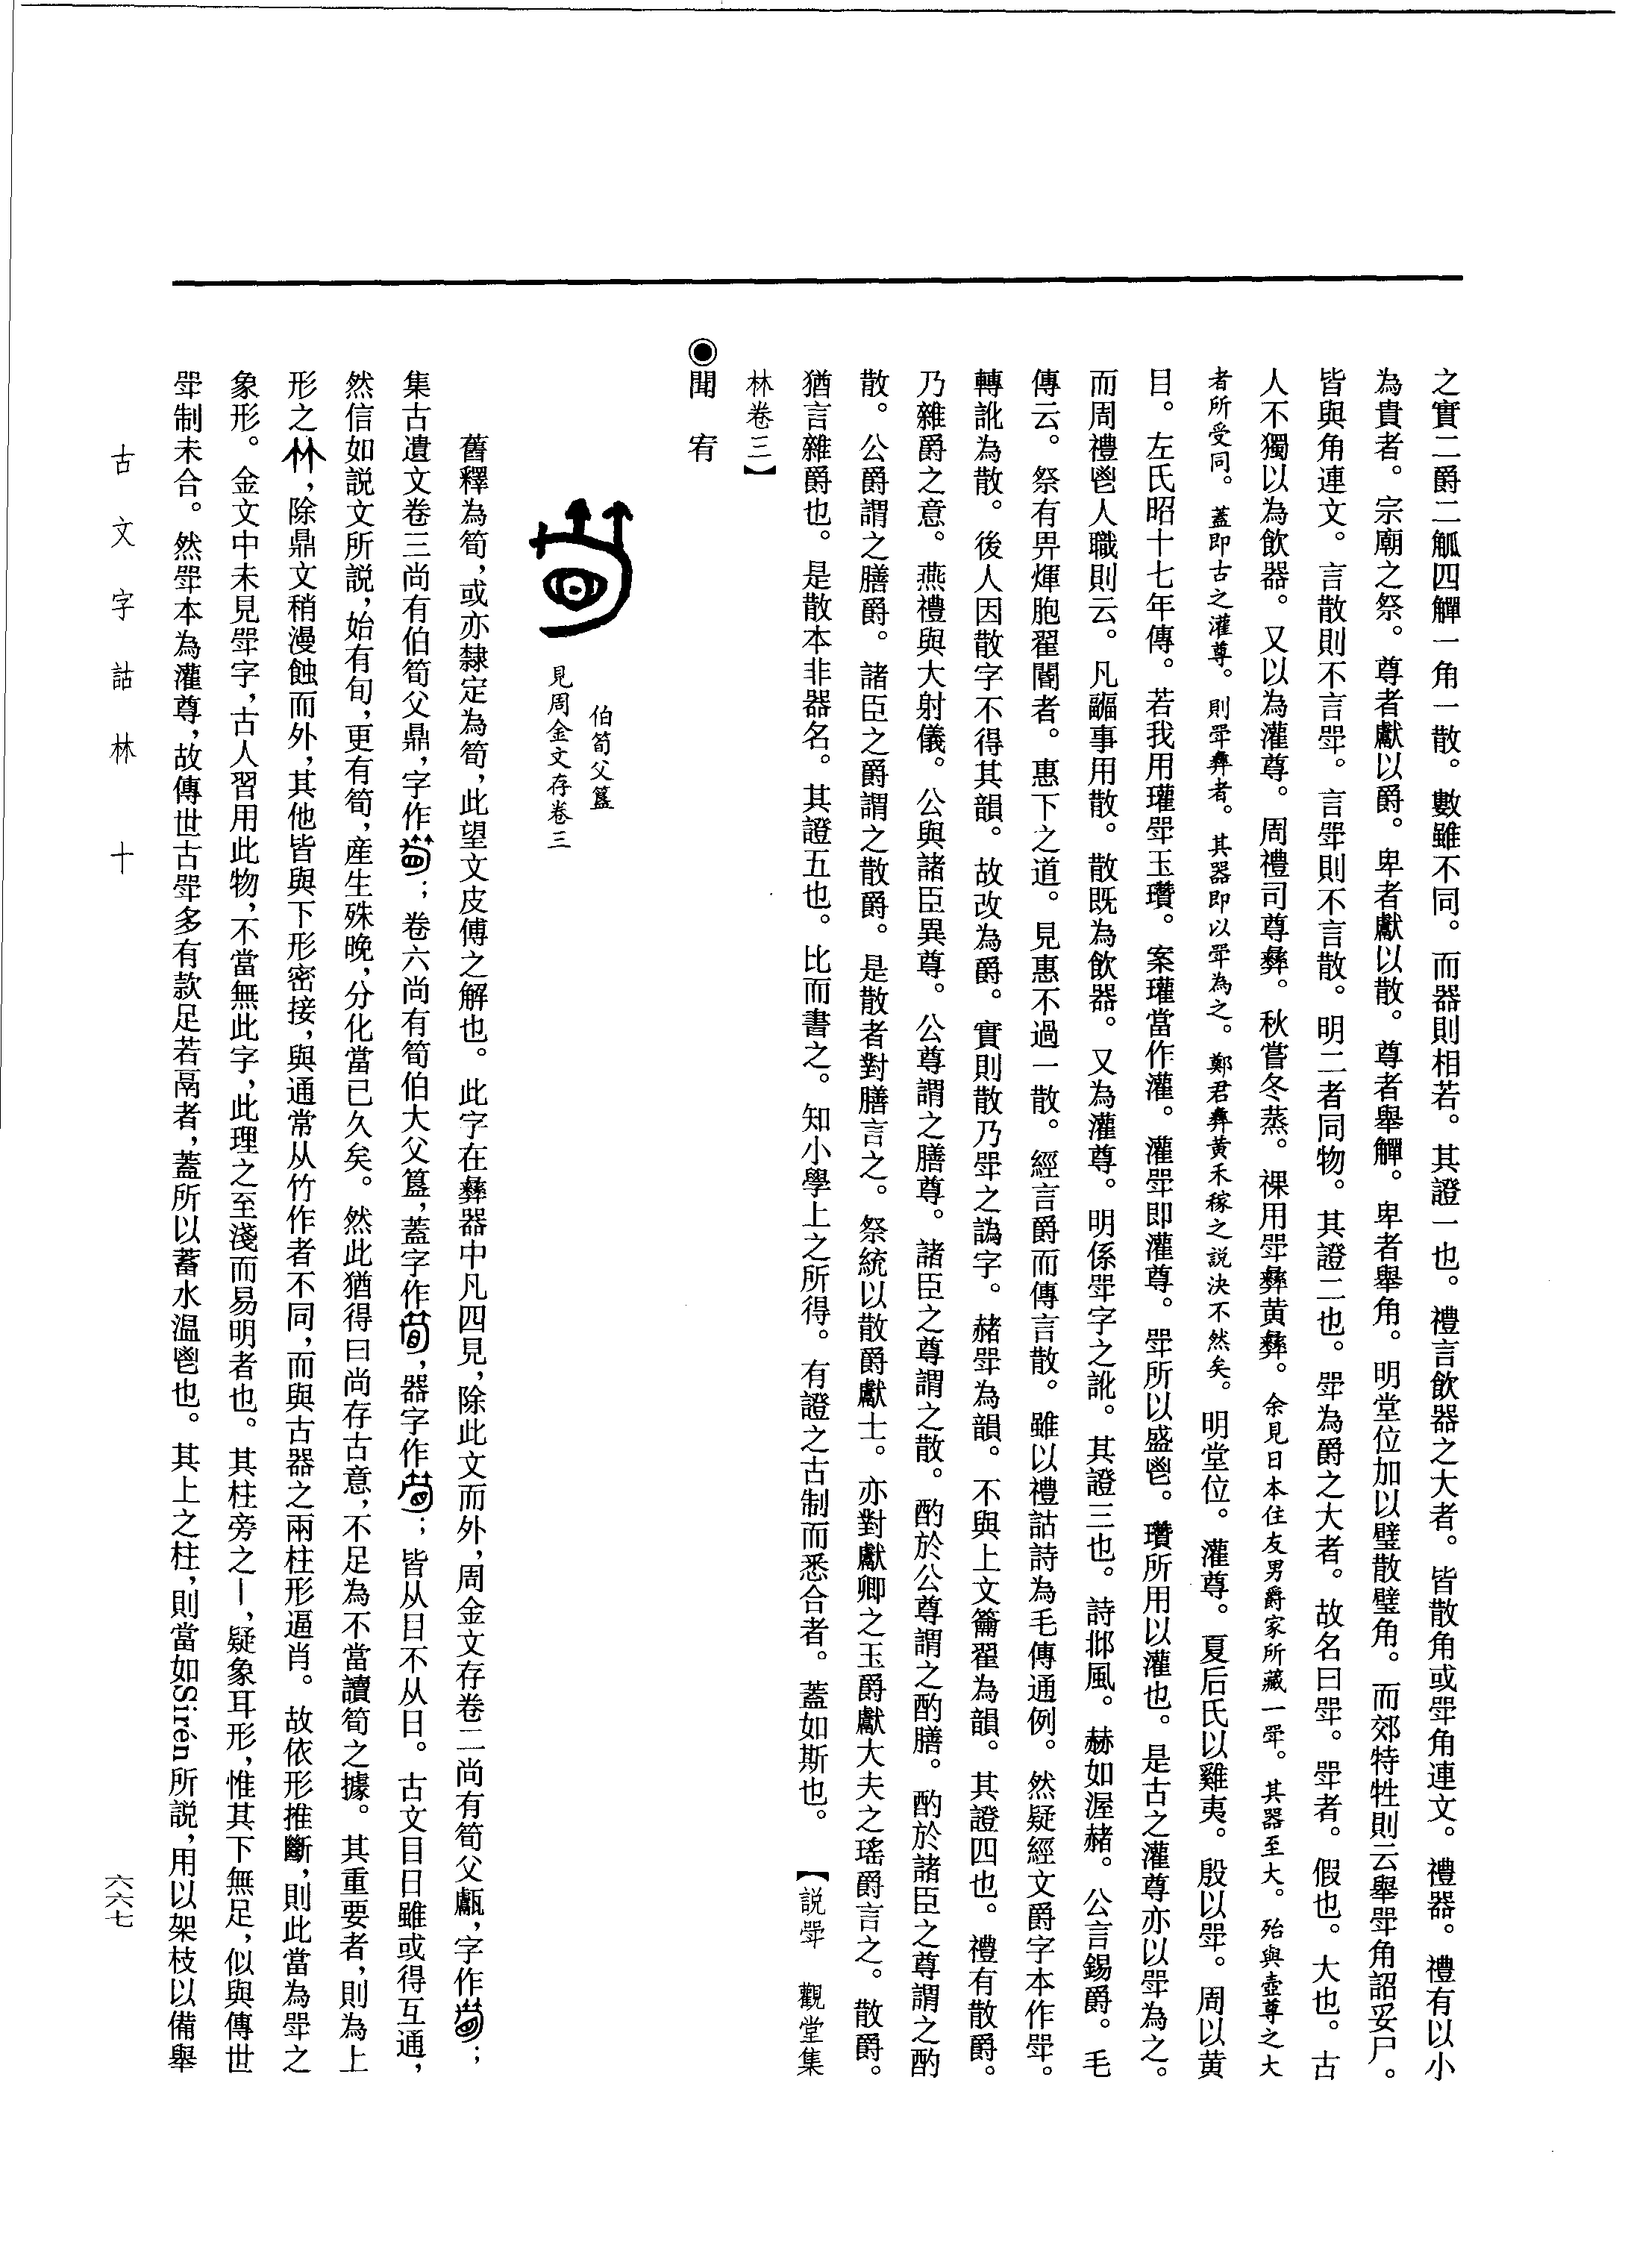 之實二爵二觚四觶一角一散。數雖不同。而器則相若。其證一也。禮言飲器之大者。皆散角或斝角連文。禮器。禮有以小
為貴者。宗廟之祭。尊者獻以爵。卑者獻以散。尊者舉觶。卑者舉角。明堂位加以璧散璧角。而郊特牲則云舉斝角詔妥尸。
皆與角連文。言散則不言斝。言斝則不言散。明二者同物。其證二也。斝為爵之大者。故名曰斝。斝者。假也。大也。古
人不獨以為飲器。又以為灌尊。周禮司尊彝。秋嘗冬蒸。祼用斝彝黃彝。余見日本住友男爵家所藏一斝。其器至大。殆與壺尊之大
者所受同。蓋即古之灌尊。則斝彝者。其器即以斝為之。鄭君彝黃禾稼之說決不然矣。明堂位。灌尊。夏后氏以雞夷。殷以斝。周以黃
目。左氏昭十七年傳。若我用瓘斝玉瓚。案瓘當作灌。灌斝即灌尊。斝所以盛鬯。瓚所用以灌也。是古之灌尊亦以斝為之。
而周禮鬯人職則云。凡疈事用散。散既為飲器。又為灌尊。明係斝字之訛。其證三也。詩邶風。赫如渥赭。公言錫爵。毛
傳云。祭有畀煇胞翟閽者。惠下之道。見惠不過一散。經言爵而傳言散。雖以禮詁詩為毛傳通例。然疑經文爵字本作斝。
轉訛為散。後人因散字不得其韻。故改為爵。實則散乃斝之譌字。赭斝為韻。不與上文籥翟為韻。其證四也。禮有散爵。
乃雜爵之意。燕禮與大射儀。公與諸臣異尊。公尊謂之膳尊。諸臣之尊謂之散。酌於公尊謂之酌膳。酌於諸臣之尊謂之酌
散。公爵謂之膳爵。諸臣之爵謂之散爵。是散者對膳言之。祭統以散爵獻士。亦對獻卿之玉爵獻大夫之瑤爵言之。散爵。
猶言雜爵也。是散本非器名。其證五也。比而書之。知小學上之所得。有證之古制而悉合者。蓋如斯也。【説斝 觀堂集
林卷三】
◉聞 宥
伯筍父簋
見周金文存卷三
舊釋為筍，或亦隸定為筍，此望文皮傅之解也。此字在彝器中凡四見，除此文而外，周金文存卷二尚有筍父甗，字作；
集古遺文卷三尚有伯筍父鼎，字作；卷六尚有筍伯大父簋，蓋字作，器字作；皆从目不从日。古文目日雖或得互通，
然信如説文所説，始有旬，更有筍，産生殊晚，分化當已久矣。然此猶得曰尚存古意，不足為不當讀筍之據。其重要者，則為上
形之，除鼎文稍漫蝕而外，其他皆與下形密接，與通常从竹作者不同，而與古器之兩柱形逼肖。故依形推斷，則此當為斝之
象形。金文中未見斝字，古人習用此物，不當無此字，此理之至淺而易明者也。其柱旁之丨，疑象耳形，惟其下無足，似與傳世
斝制未合。然斝本為灌尊，故傳世古斝多有款足若鬲者，蓋所以蓄水温鬯也。其上之柱，則當如Sirén所説，用以架枝以備舉
古文字詁林 十
六六七